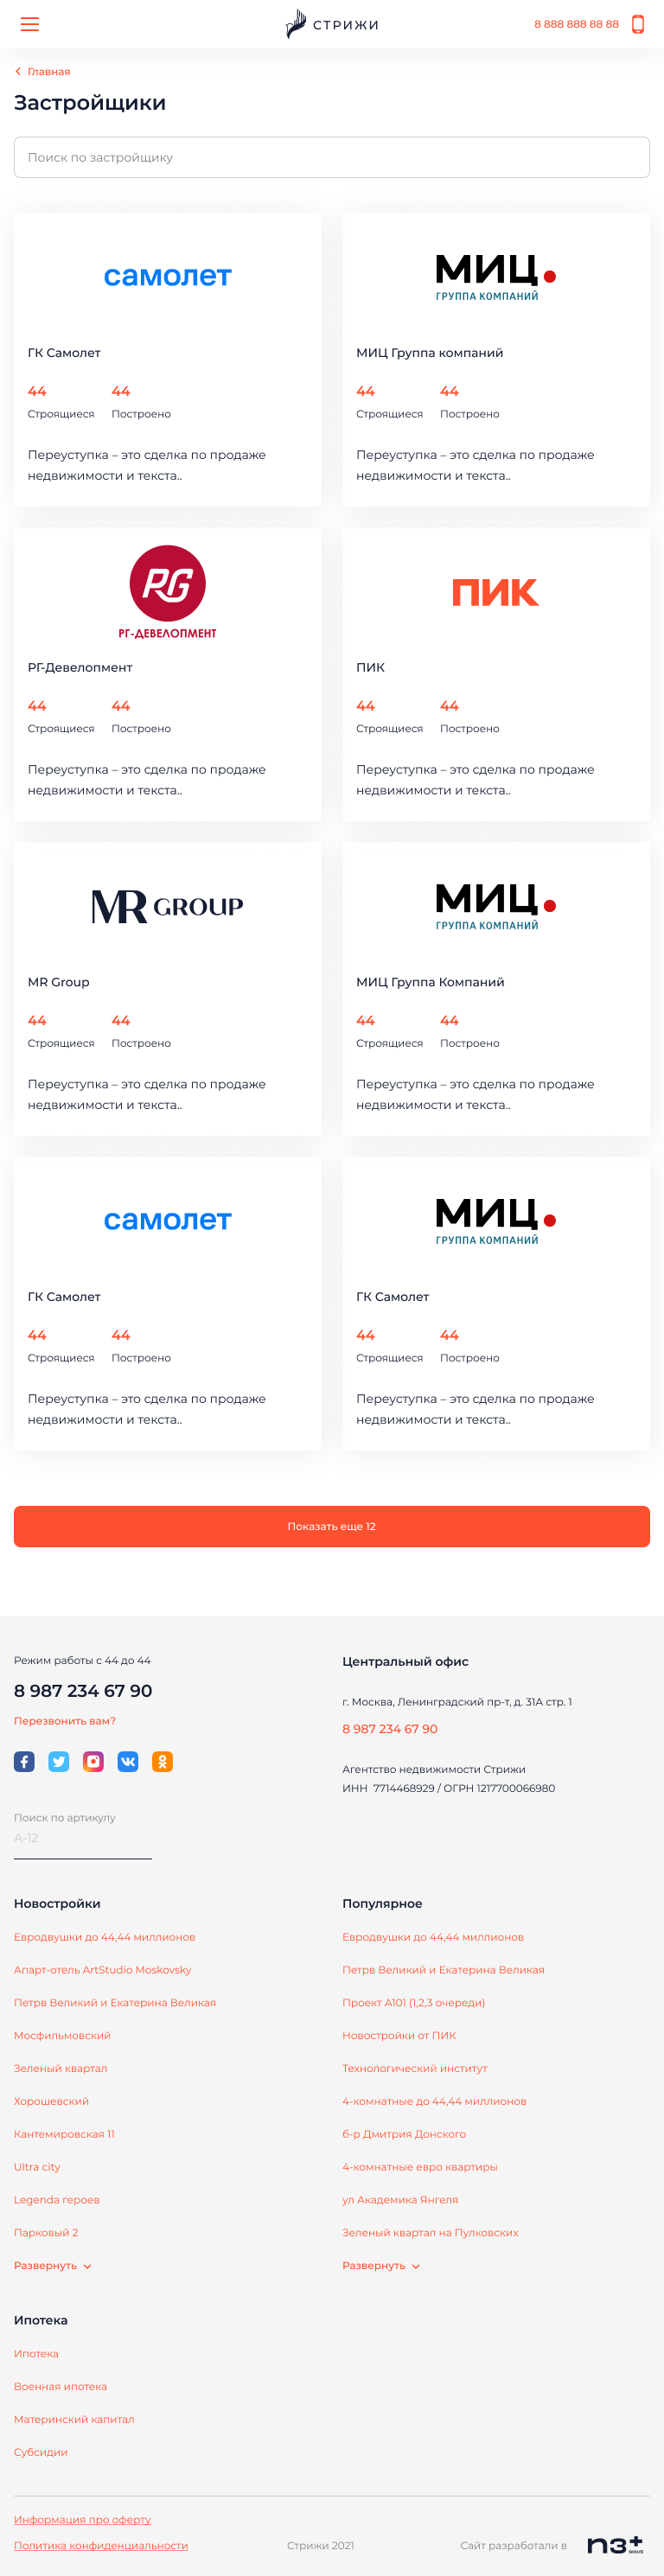 СТРИЖИ
8 888 888 88 88
Главная
Застройщики
Поиск по застройщику
самолет
ГК Самолет
44 44
Строящиеся Построено
Переуступка – это сделка по продаже
недвижимости и текста..
МИЦ
ГРУППА КОМПАНИЙ
МИЦ Группа компаний
44 44
Строящиеся Построено
Переуступка – это сделка по продаже
недвижимости и текста..
PG
РГ-ДЕВЕЛОПМЕНТ
РГ-Девелопмент
44 44
Строящиеся Построено
Переуступка – это сделка по продаже
недвижимости и текста..
ПИК
ПИК
44 44
Строящиеся Построено
Переуступка – это сделка по продаже
недвижимости и текста..
MR GROUP
MR Group
44 44
Строящиеся Построено
Переуступка – это сделка по продаже
недвижимости и текста..
МИЦ
ГРУППА КОМПАНИЙ
МИЦ Группа Компаний
44 44
Строящиеся Построено
Переуступка – это сделка по продаже
недвижимости и текста..
самолет
ГК Самолет
44 44
Строящиеся Построено
Переуступка – это сделка по продаже
недвижимости и текста..
МИЦ
ГРУППА КОМПАНИЙ
ГК Самолет
44 44
Строящиеся Построено
Переуступка – это сделка по продаже
недвижимости и текста..
Показать еще 12
Режим работы с 44 до 44
8 987 234 67 90
Перезвонить вам?
Поиск по артикулу
А-12
Центральный офис
г. Москва, Ленинградский пр-т, д. 31А стр. 1
8 987 234 67 90
Агентство недвижимости Стрижи
ИНН 7714468929 / ОГРН 1217700066980
Новостройки
Евродвушки до 44,44 миллионов
Апарт-отель ArtStudio Moskovsky
Петрв Великий и Екатерина Великая
Мосфильмовский
Зеленый квартал
Хорошевский
Кантемировская 11
Ultra city
Legenda героев
Парковый 2
Развернуть
Популярное
Евродвушки до 44,44 миллионов
Петрв Великий и Екатерина Великая
Проект А101 (1,2,3 очереди)
Новостройки от ПИК
Технологический институт
4-комнатные до 44,44 миллионов
б-р Дмитрия Донского
4-комнатные евро квартиры
ул Академика Янгеля
Зеленый квартал на Пулковских
Развернуть
Ипотека
Ипотека
Военная ипотека
Материнский капитал
Субсидии
Информация про оферту
Политика конфиденциальности
Стрижи 2021
Сайт разработали в
n3+
SOLVE